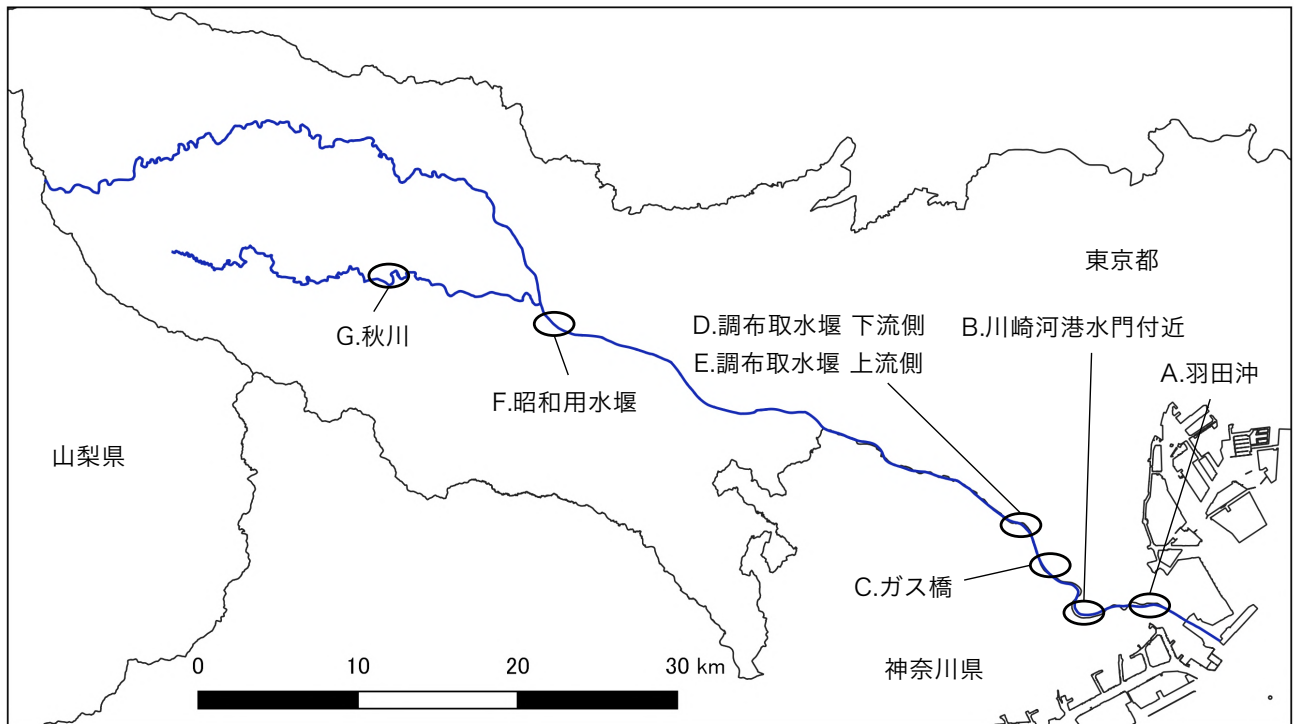 東京都
D.調布取水堰 下流側
E.調布取水堰 上流側
B.川崎河港水門付近
A.羽田沖
G.秋川
F.昭和用水堰
山梨県
C.ガス橋
神奈川県
0 10 20 30 km